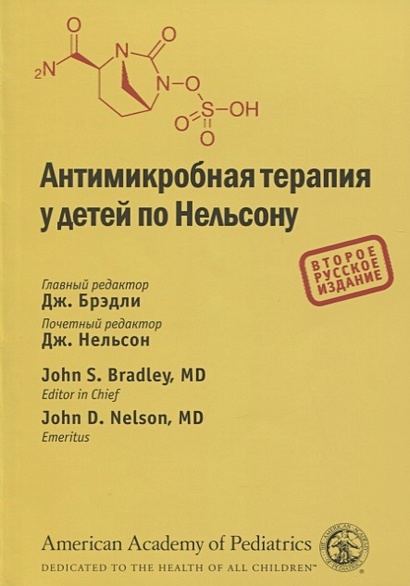 O
₂N
N
O
N
O
S
OH
O
O
Антимикробная терапия
у детей по Нельсону
ВТОРОЕ
РУССКОЕ
ИЗДАНИЕ
Главный редактор
Дж. Брэдли
Почетный редактор
Дж. Нельсон
John S. Bradley, MD
Editor in Chief
John D. Nelson, MD
Emeritus
American Academy of Pediatrics
DEDICATED TO THE HEALTH OF ALL CHILDREN™